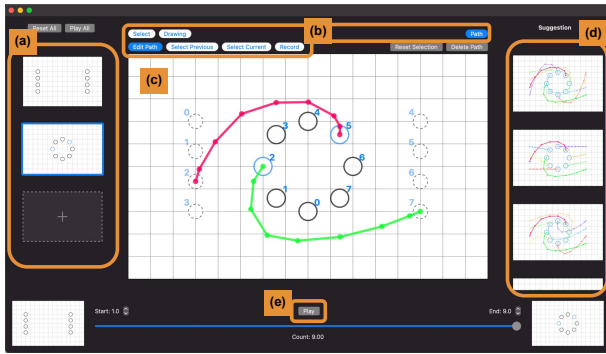 Reset All Play All
(a)
Select Drawing
(b)
Path
Suggestion
(d)
Edit Path Select Previous Select Current Record
Reset Selection Delete Path
(c)
0 4 4
3 5
1 5
2 6
2 6
1 0 7
3 7
+
(e)
Start: 1.0 Play End: 9.0
Count: 9.00